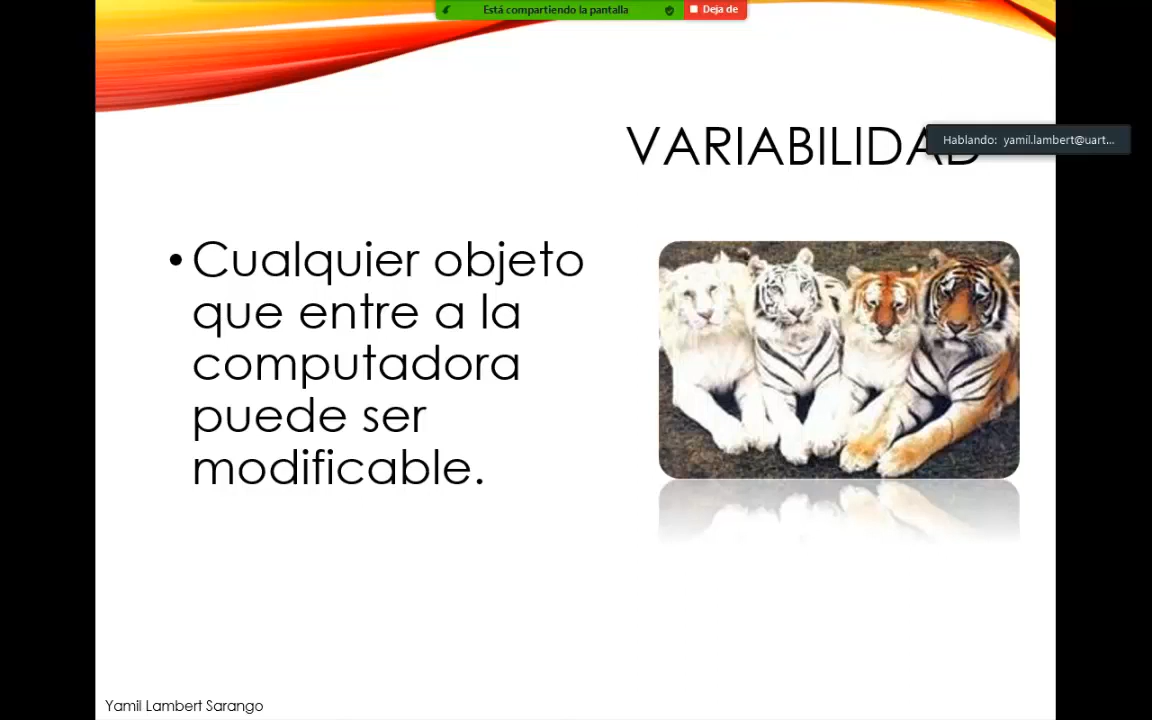 Está compartiendo la pantalla
Deja de
VARIABILIDAD
Hablando: yamil.lambert@uart...
•Cualquier objeto
que entre a la
computadora
puede ser
modificable.
Yamil Lambert Sarango